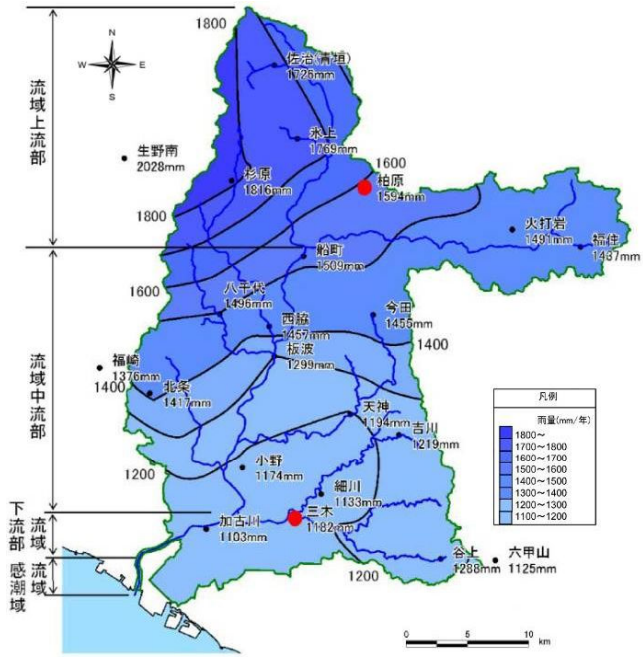 1800
N
W E
S
佐治(青垣)
1726mm
流域上流部
氷上
1769mm
生野南
2028mm
1600
杉原
1816mm
柏原
1594mm
1800
火打岩
1491mm
福住
1437mm
船町
1509mm
1600
八千代
1496mm
今田
1455mm
西脇
1457mm
1400
板波
1299mm
福崎
1376mm
1400
北条
1417mm
流域中流部
凡例
雨量(mm/年)
1800~
1700~1800
1600~1700
1500~1600
1400~1500
1300~1400
1200~1300
1100~1200
天神
1194mm
吉川
1219mm
1200
小野
1174mm
細川
1133mm
三木
1182mm
下流部
流域
加古川
1103mm
感潮域
流域
谷上
1288mm
六甲山
1125mm
1200
0 5 10
km